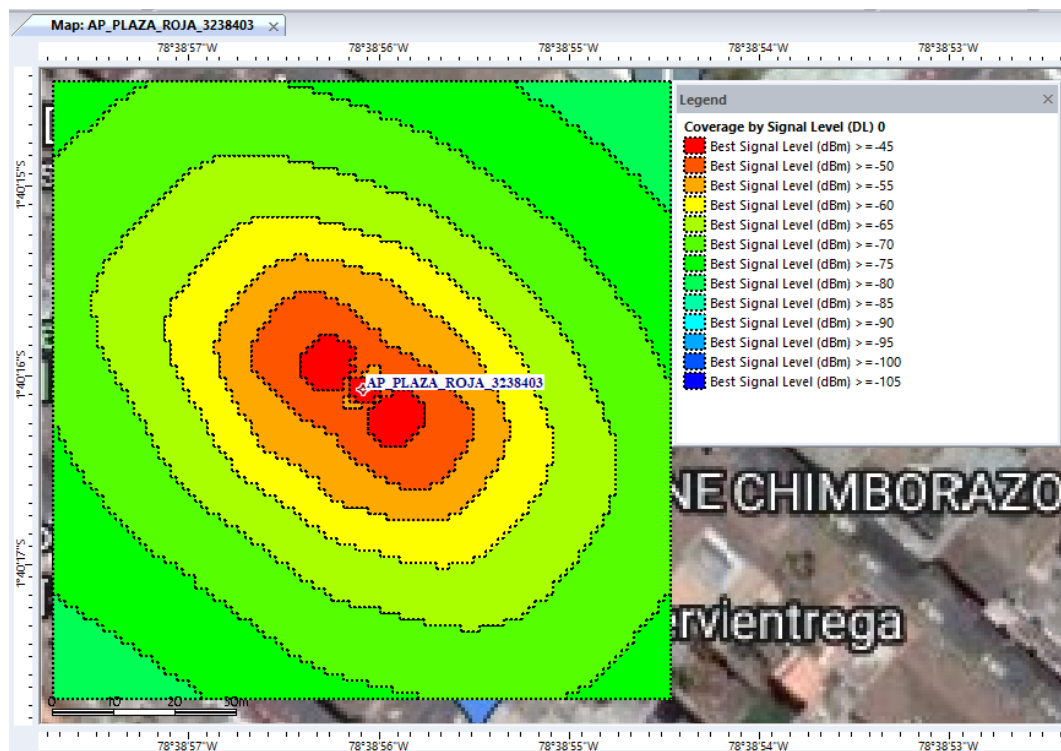 Map: AP_PLAZA_ROJA_3238403
78°38'57"W 78°38'56"W 78°38'55"W 78°38'54"W 78°38'53"W
1°40'15"S
1°40'16"S
1°40'17"S
Legend
Coverage by Signal Level (DL) 0
Best Signal Level (dBm) >=-45
Best Signal Level (dBm) >=-50
Best Signal Level (dBm) >=-55
Best Signal Level (dBm) >=-60
Best Signal Level (dBm) >=-65
Best Signal Level (dBm) >=-70
Best Signal Level (dBm) >=-75
Best Signal Level (dBm) >=-80
Best Signal Level (dBm) >=-85
Best Signal Level (dBm) >=-90
Best Signal Level (dBm) >=-95
Best Signal Level (dBm) >=-100
Best Signal Level (dBm) >=-105
AP_PLAZA_ROJA_3238403
NE CHIMBORAZO
ervientrega
0 10 20 30m
78°38'57"W 78°38'56"W 78°38'55"W 78°38'54"W 78°38'53"W